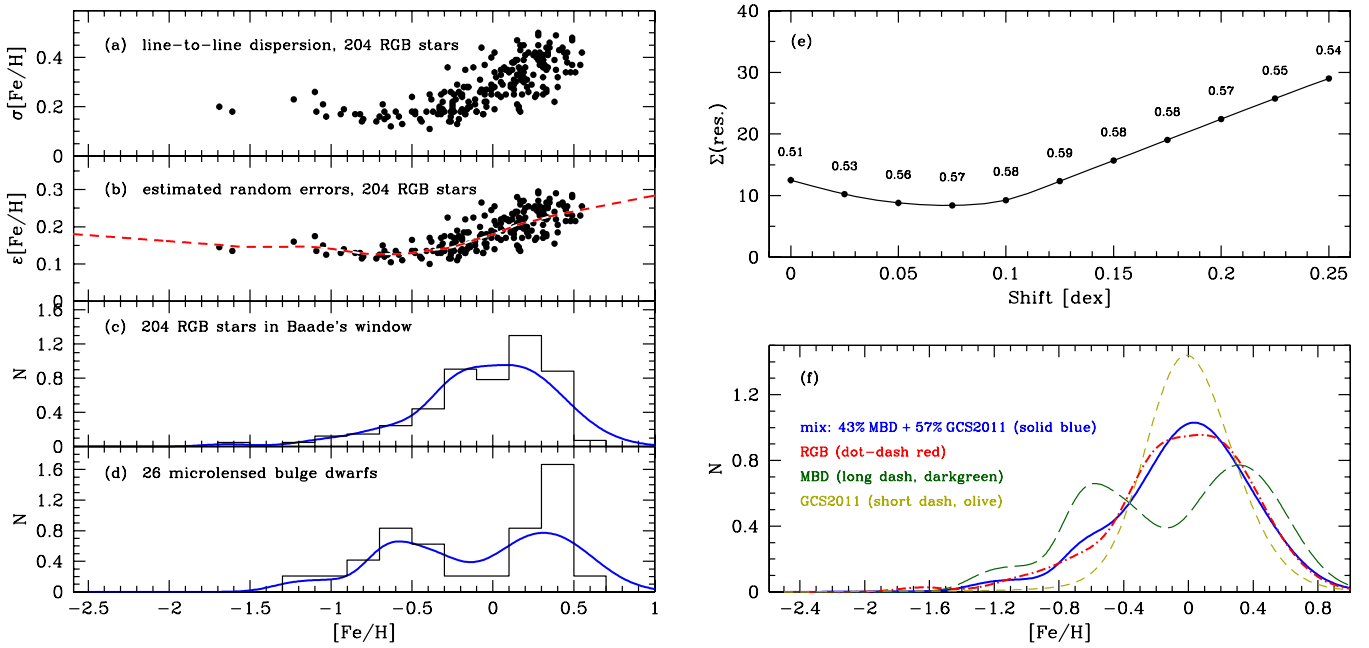 (a) line-to-line dispersion, 204 RGB stars
σ[Fe/H]
0.4
0.2
0
(b) estimated random errors, 204 RGB stars
ε[Fe/H]
0.3
0.2
0.1
0
(c) 204 RGB stars in Baade's window
N
1.6
1.2
0.8
0.4
0
(d) 26 microlensed bulge dwarfs
N
1.6
1.2
0.8
0.4
0
-2.5 -2 -1.5 -1 -0.5 0 0.5 1
[Fe/H]
(e)
Σ(res.)
40
30
20
10
0
0.51 0.53 0.56 0.57 0.58 0.59 0.58 0.58 0.57 0.55 0.54
0 0.05 0.1 0.15 0.2 0.25
Shift [dex]
(f)
N
1.2
0.8
0.4
0
mix: 43% MBD + 57% GCS2011 (solid blue)
RGB (dot-dash red)
MBD (long dash, darkgreen)
GCS2011 (short dash, olive)
-2.4 -2 -1.6 -1.2 -0.8 -0.4 0 0.4 0.8
[Fe/H]